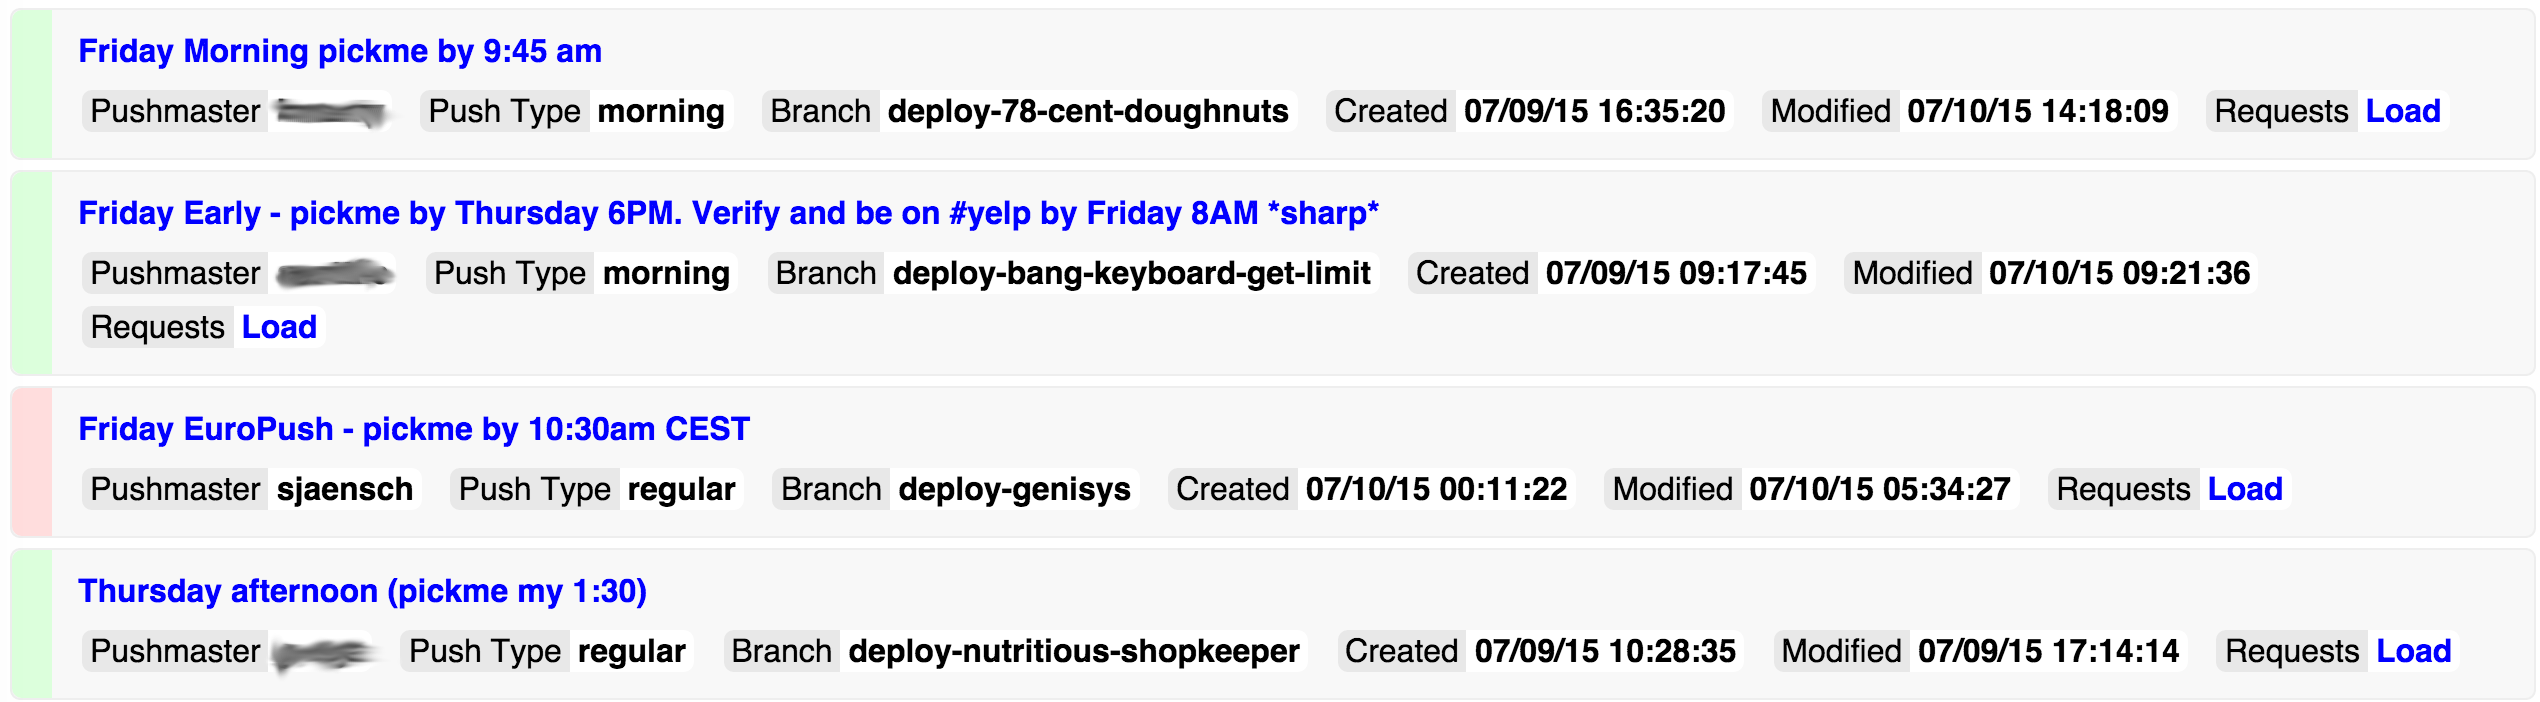 Friday Morning pickme by 9:45 am
Pushmaster Push Type morning Branch deploy-78-cent-doughnuts Created 07/09/15 16:35:20 Modified 07/10/15 14:18:09 Requests Load
Friday Early - pickme by Thursday 6PM. Verify and be on #yelp by Friday 8AM *sharp*
Pushmaster Push Type morning Branch deploy-bang-keyboard-get-limit Created 07/09/15 09:17:45 Modified 07/10/15 09:21:36
Requests Load
Friday EuroPush - pickme by 10:30am CEST
Pushmaster sjaensch Push Type regular Branch deploy-genisys Created 07/10/15 00:11:22 Modified 07/10/15 05:34:27 Requests Load
Thursday afternoon (pickme my 1:30)
Pushmaster Push Type regular Branch deploy-nutritious-shopkeeper Created 07/09/15 10:28:35 Modified 07/09/15 17:14:14 Requests Load